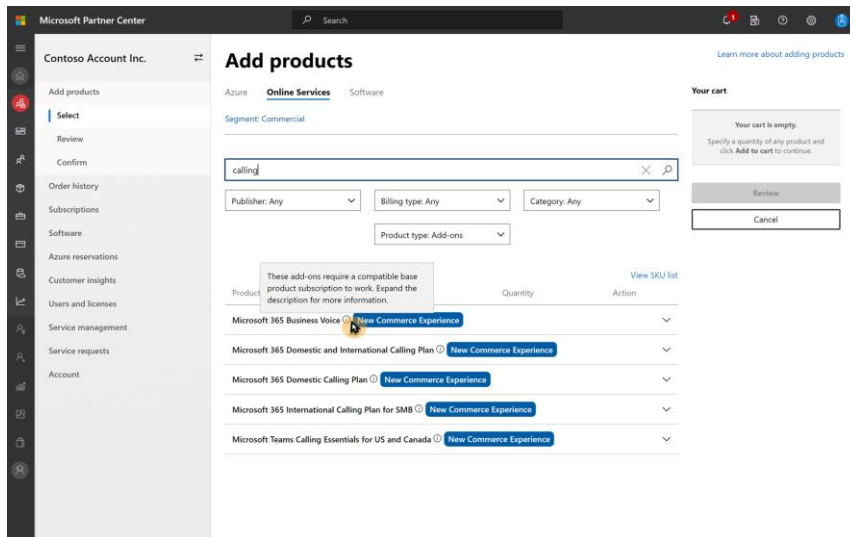 Microsoft Partner Center
Search
1
Contoso Account Inc.
Add products
Select
Review
Confirm
Order history
Subscriptions
Software
Azure reservations
Customer insights
Users and licenses
Service management
Service requests
Account
Add products
Learn more about adding products
Azure Online Services Software
Segment: Commercial
calling
Publisher: Any
Billing type: Any
Category: Any
Product type: Add-ons
View SKU list
These add-ons require a compatible base
product subscription to work. Expand the
description for more information.
Product Quantity Action
Microsoft 365 Business Voice New Commerce Experience
Microsoft 365 Domestic and International Calling Plan New Commerce Experience
Microsoft 365 Domestic Calling Plan New Commerce Experience
Microsoft 365 International Calling Plan for SMB New Commerce Experience
Microsoft Teams Calling Essentials for US and Canada New Commerce Experience
Your cart
Your cart is empty.
Specify a quantity of any product and
click Add to cart to continue.
Review
Cancel